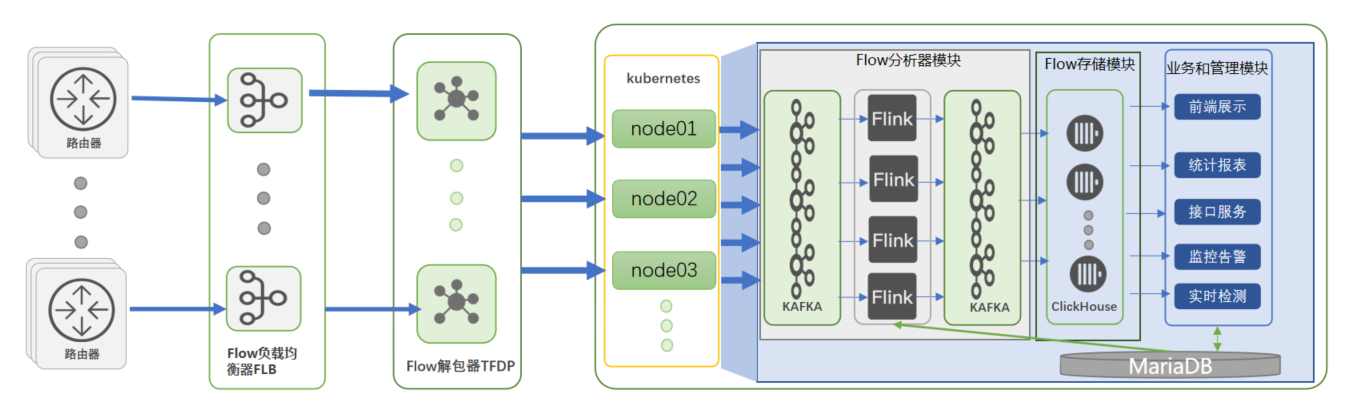 路由器
路由器
Flow负载均
衡器FLB
Flow解包器TFDP
kubernetes
node01
node02
node03
Flow分析器模块
KAFKA
Flink
Flink
Flink
Flink
KAFKA
Flow存储模块
ClickHouse
业务和管理模块
前端展示
统计报表
接口服务
监控告警
实时检测
MariaDB